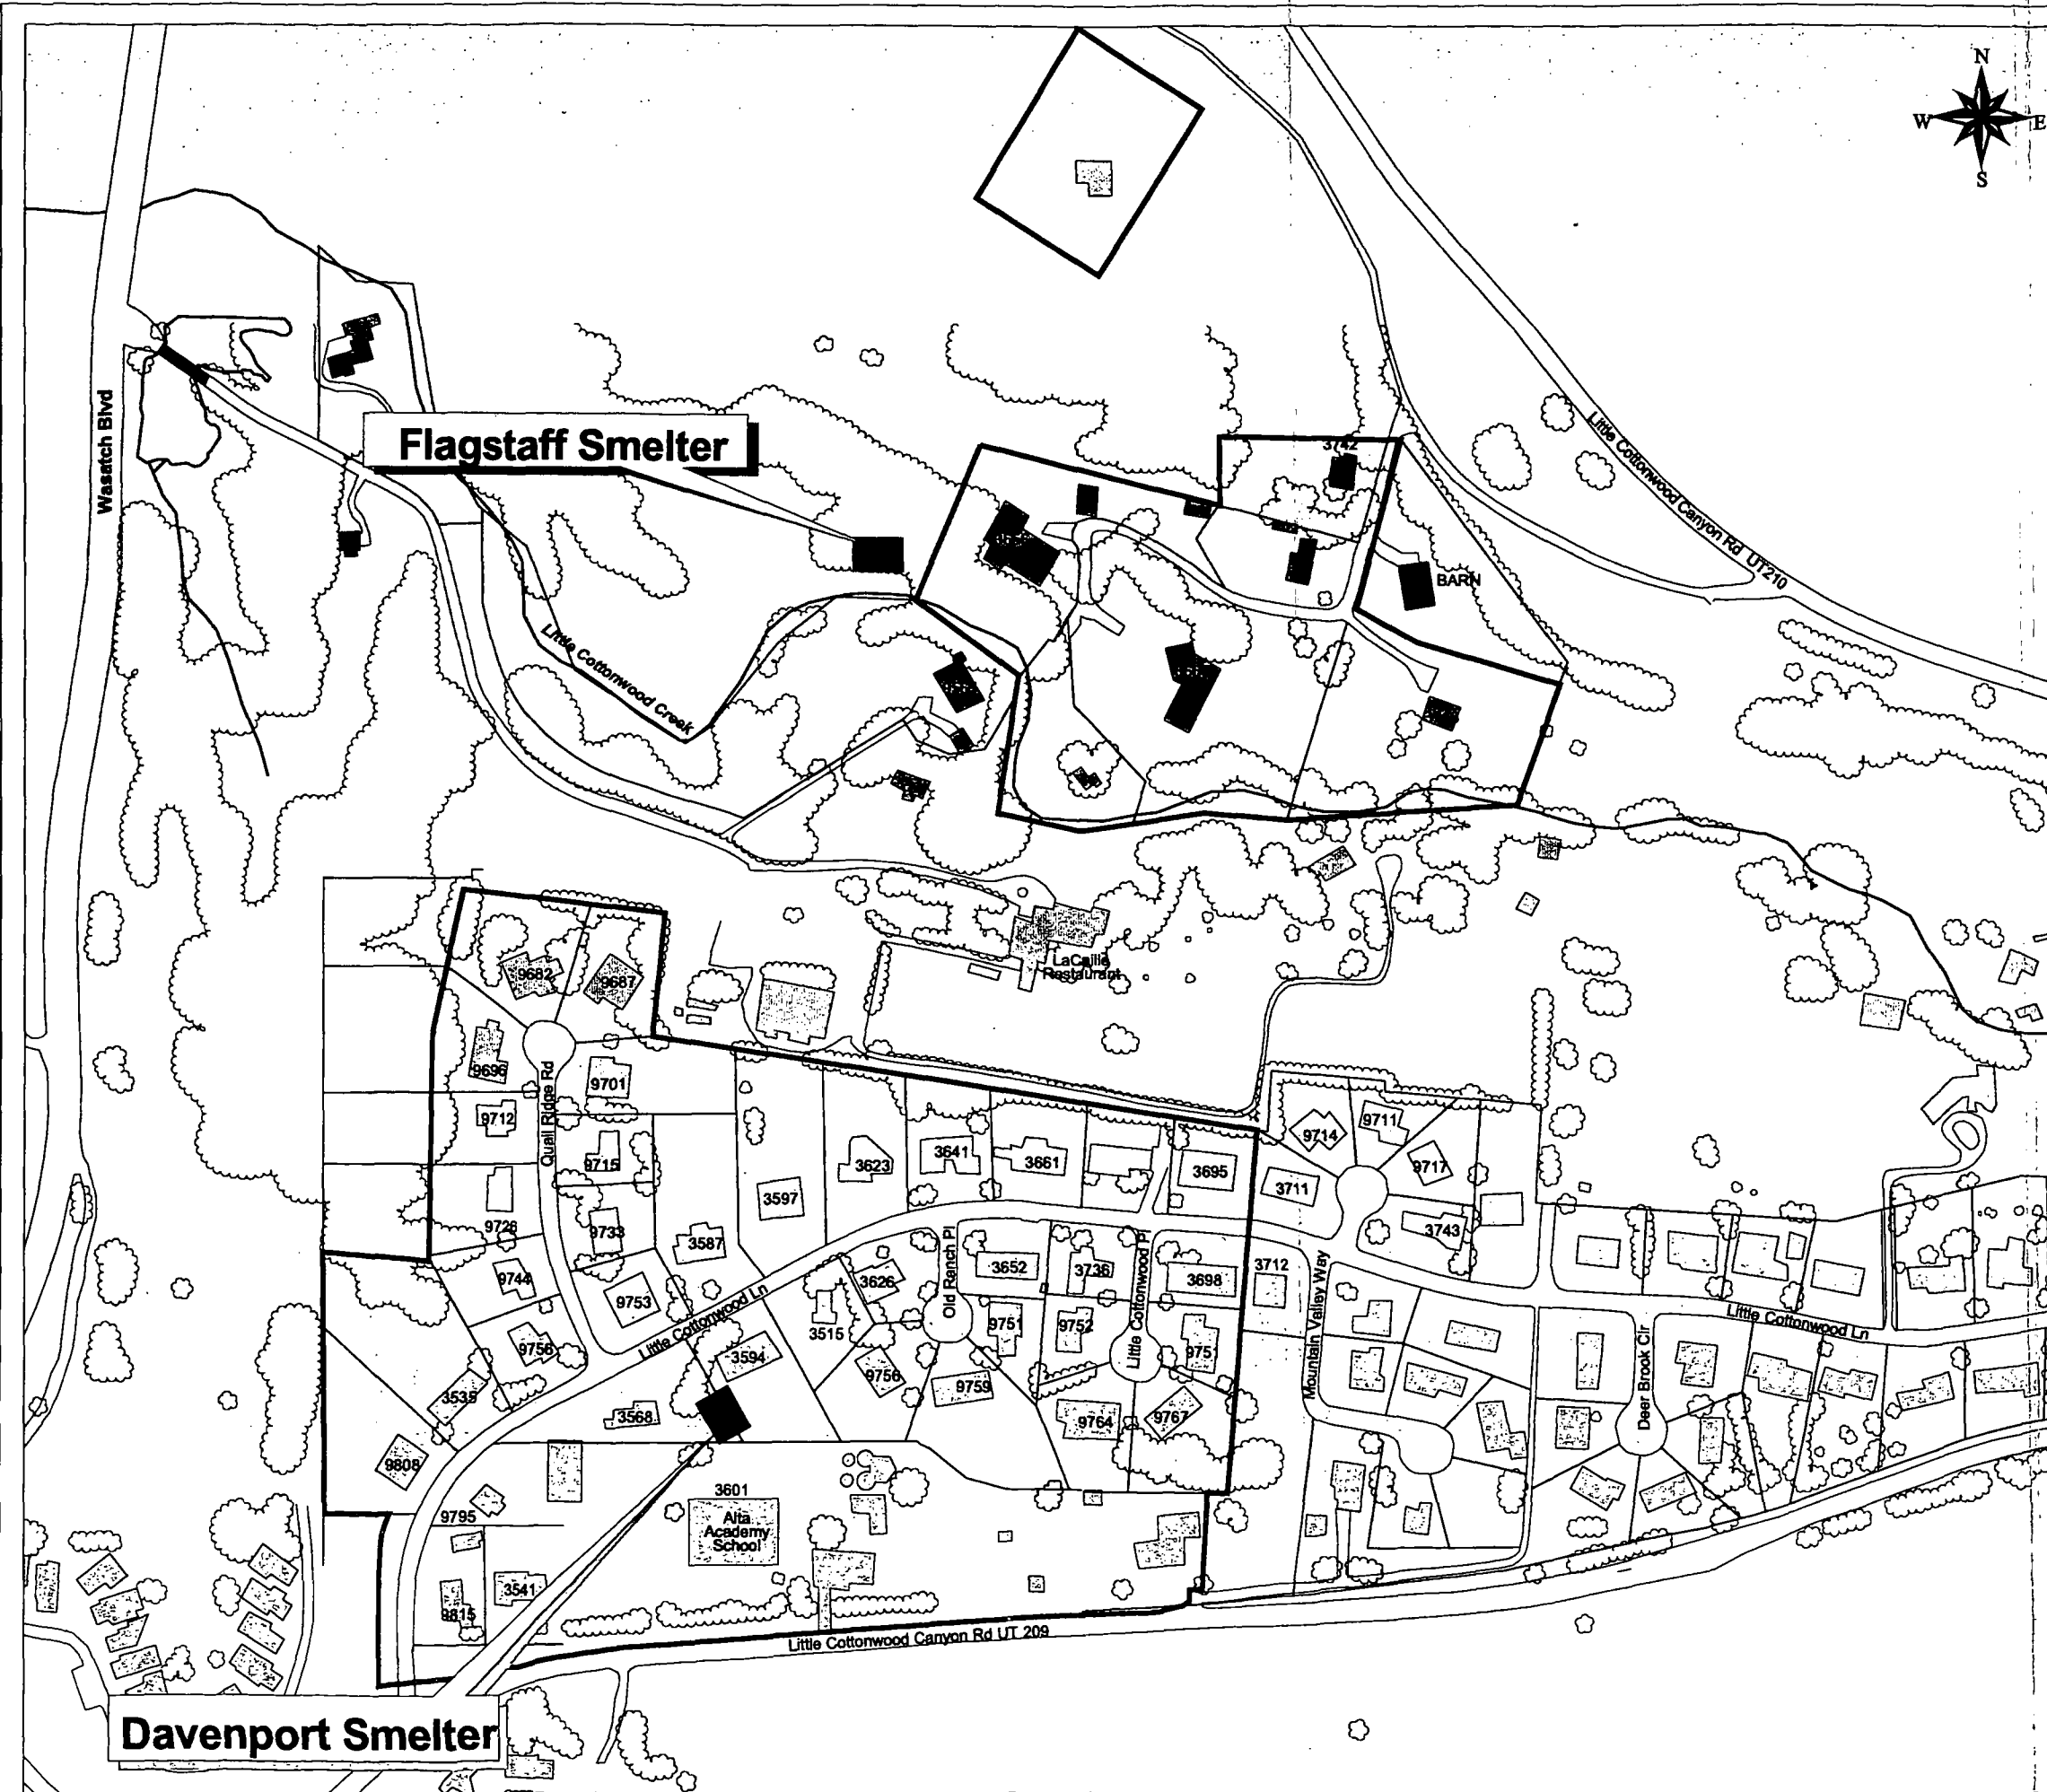 N
W E
S
Wasatch Blvd
Flagstaff Smelter
3742
Little Cottonwood Canyon Rd UT210
BARN
Little Cottonwood Creek
LaCaille
Restaurant
9682
9687
9696
9701
Quail Ridge Rd
9712
9715
9714
9711
9717
3623
3641
3661
3695
3597
3711
9726
9733
3587
3743
Old Ranch Pl
Little Cottonwood Pl
3652
3736
3698
3712
Mountain Valley Way
9744
9753
3626
Little Cottonwood Ln
Little Cottonwood Ln
3515
9751
9752
9751
9756
3594
Deer Brook Cir
9756
9759
3535
3568
9764
9767
9808
3601
Alta
Academy
School
9795
3541
9815
Little Cottonwood Canyon Rd UT 209
Davenport Smelter